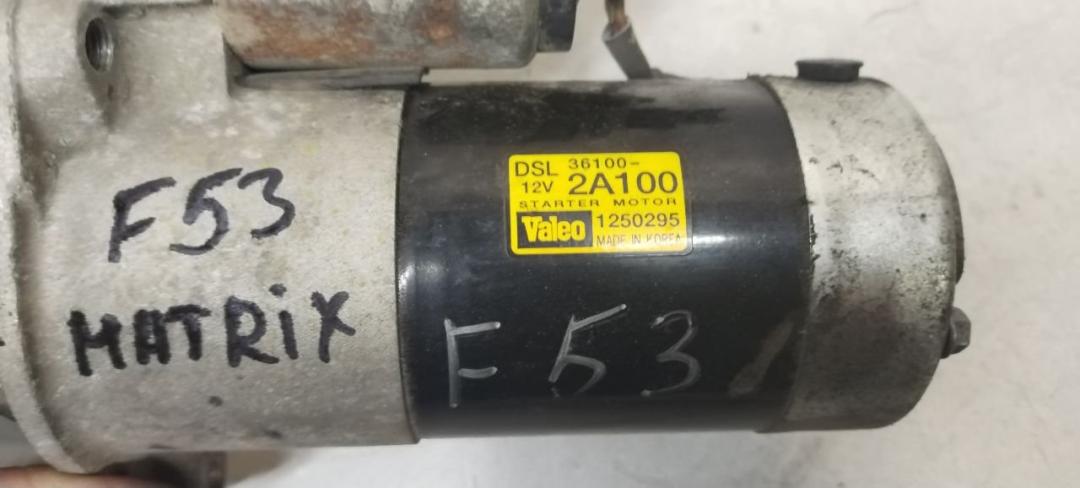 DSL 36100-
12V 2A100
STARTER MOTOR
Valeo 1250295
MADE IN KOREA
F53
MATRiX
F53